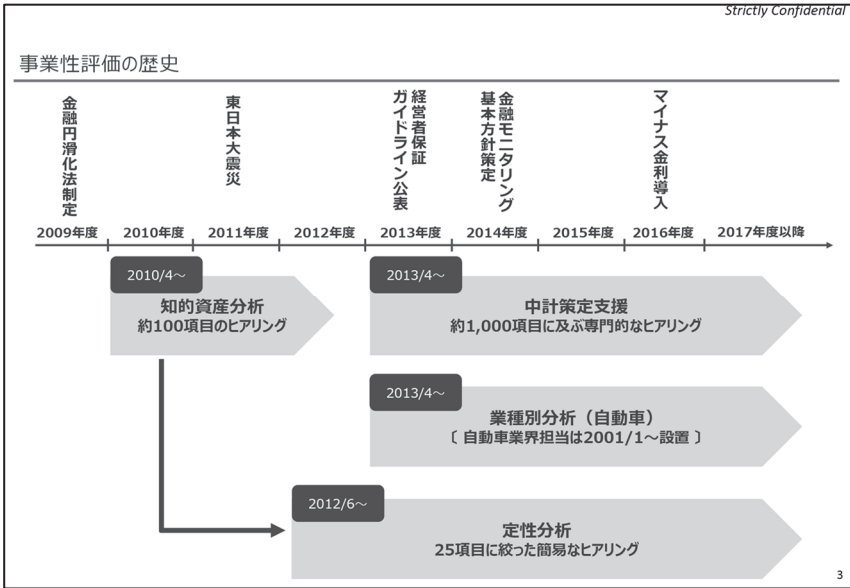 Strictly Confidential
事業性評価の歴史
金融円滑化法制定
東日本大震災
経営者保証
ガイドライン公表
金融モニタリング
基本方針策定
マイナス金利導入
2009年度
2010年度
2011年度
2012年度
2013年度
2014年度
2015年度
2016年度
2017年度以降
2010/4～
知的資産分析
約100項目のヒアリング
2013/4～
中計策定支援
約1,000項目に及ぶ専門的なヒアリング
2013/4～
業種別分析（自動車）
〔 自動車業界担当は2001/1～設置 〕
2012/6～
定性分析
25項目に絞った簡易なヒアリング
3